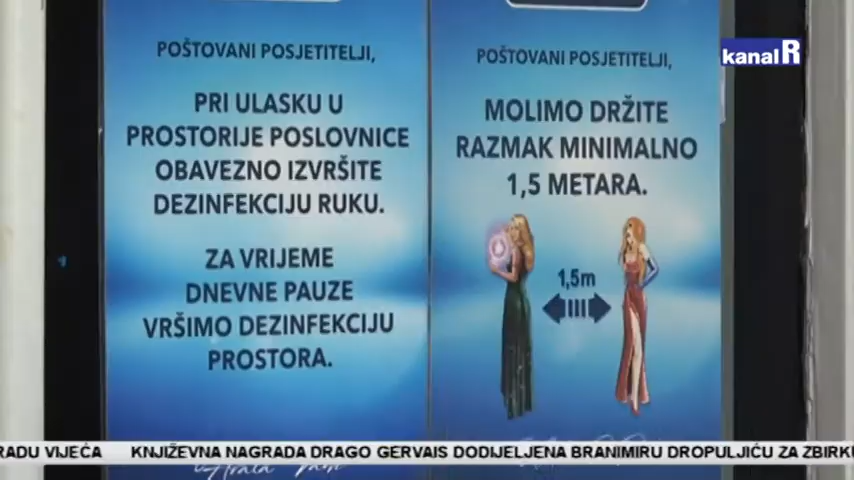 POŠTOVANI POSJETITELJI,
PRI ULASKU U
PROSTORIJE POSLOVNICE
OBAVEZNO IZVRŠITE
DEZINFEKCIJU RUKU.
ZA VRIJEME
DNEVNE PAUZE
VRŠIMO DEZINFEKCIJU
PROSTORA.
POŠTOVANI POSJETITELJI,
MOLIMO DRŽITE
RAZMAK MINIMALNO
1,5 METARA.
1,5m
kanal R
RADU VIJEĆA KNJIŽEVNA NAGRADA DRAGO GERVAIS DODIJELJENA BRANIMIRU DROPULJIĆU ZA ZBIRK